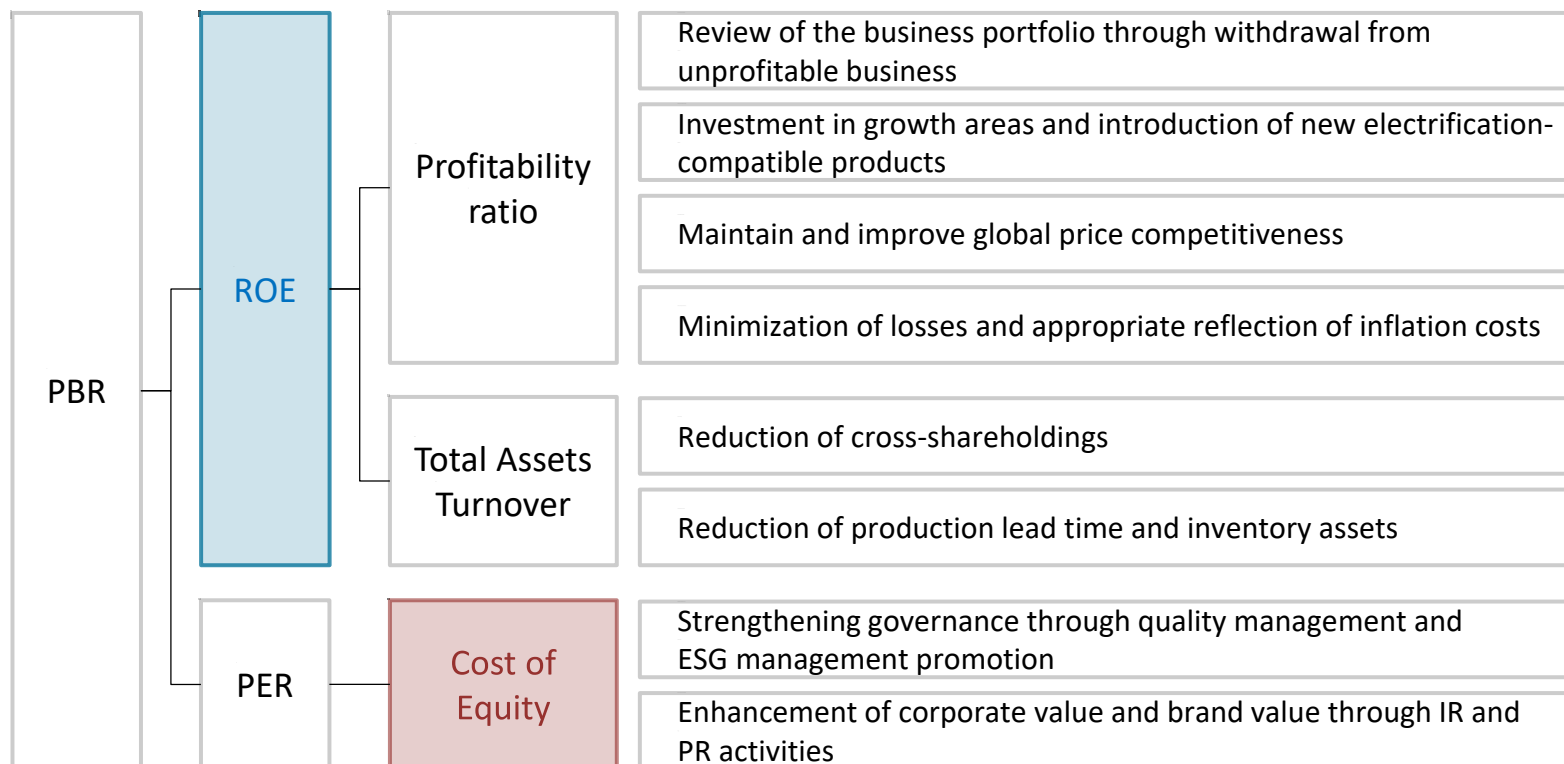 PBR
ROE
Profitability
ratio
Review of the business portfolio through withdrawal from
unprofitable business
Investment in growth areas and introduction of new electrification-
compatible products
Maintain and improve global price competitiveness
Minimization of losses and appropriate reflection of inflation costs
Total Assets
Turnover
Reduction of cross-shareholdings
Reduction of production lead time and inventory assets
PER
Cost of
Equity
Strengthening governance through quality management and
ESG management promotion
Enhancement of corporate value and brand value through IR and
PR activities